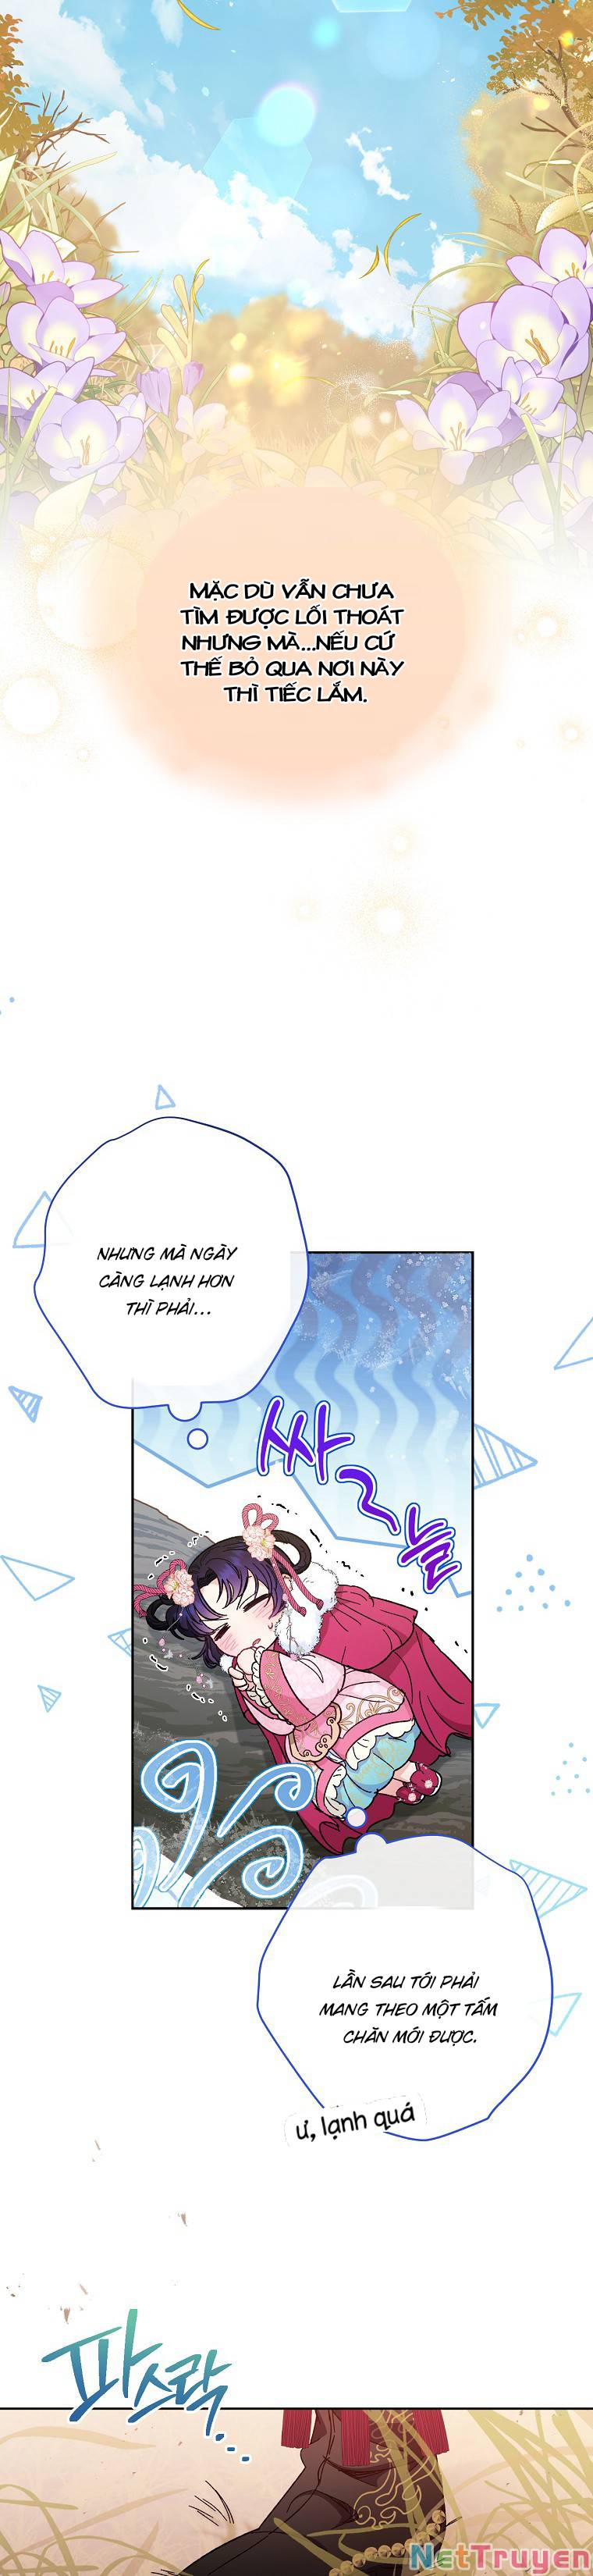 MẶC DÙ VẪN CHƯA
TÌM ĐƯỢC LỐI THOÁT
NHƯNG MÀ...NẾU CỨ
THẾ BỎ QUA NƠI NÀY
THÌ TIẾC LẮM.
NHƯNG MÀ NGÀY
CÀNG LẠNH HƠN
THÌ PHẢI...
싸
늘
LẦN SAU TỚI PHẢI
MANG THEO MỘT TẤM
CHĂN MỚI ĐƯỢC.
ư, lạnh quá
파스락...
NetTruyen